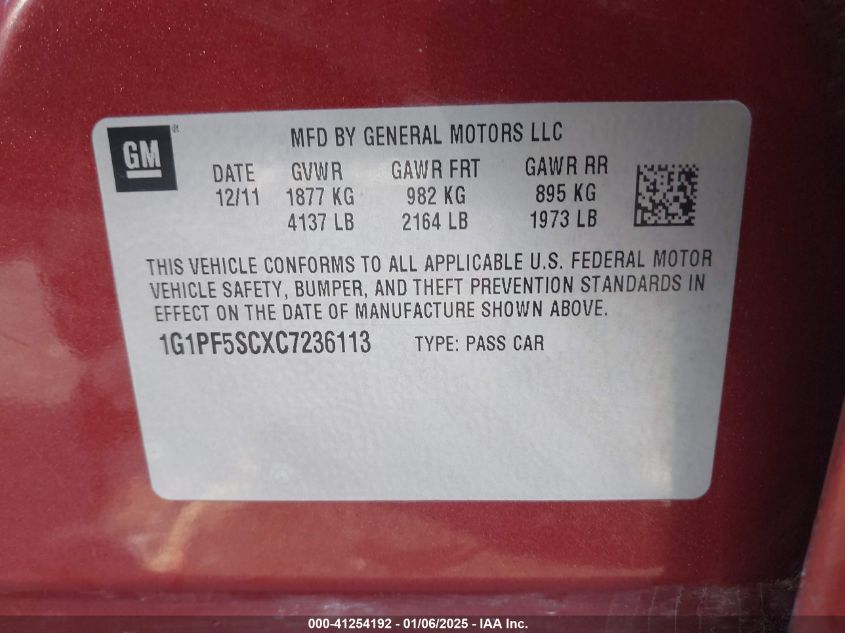 GM
MFD BY GENERAL MOTORS LLC
DATE GVWR GAWR FRT GAWR RR
12/11 1877 KG 982 KG 895 KG
4137 LB 2164 LB 1973 LB
THIS VEHICLE CONFORMS TO ALL APPLICABLE U.S. FEDERAL MOTOR
VEHICLE SAFETY, BUMPER, AND THEFT PREVENTION STANDARDS IN
EFFECT ON THE DATE OF MANUFACTURE SHOWN ABOVE.
1G1PF5SCXC7236113 TYPE: PASS CAR
000-41254192 - 01/06/2025 - IAA Inc.